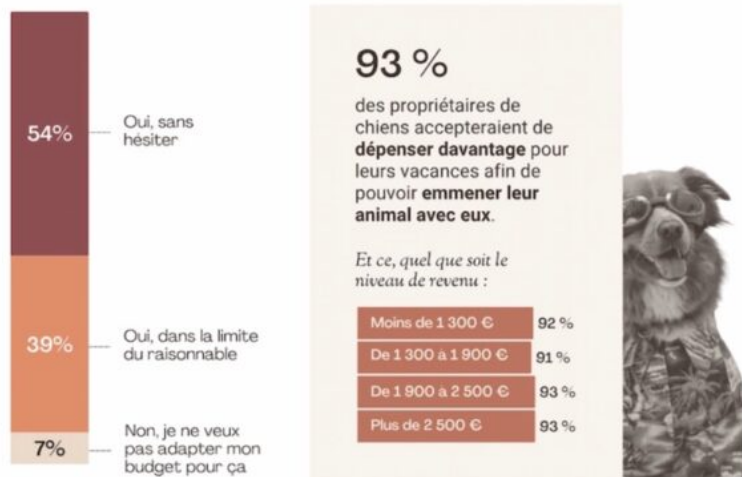 54%
Oui, sans
hésiter
39%
Oui, dans la limite
du raisonnable
7%
Non, je ne veux
pas adapter mon
budget pour ça
93 %
des propriétaires de
chiens accepteraient de
dépenser davantage pour
leurs vacances afin de
pouvoir emmener leur
animal avec eux.
Et ce, quel que soit le
niveau de revenu :
Moins de 1 300 € 92 %
De 1 300 à 1 900 € 91 %
De 1 900 à 2 500 € 93 %
Plus de 2 500 € 93 %